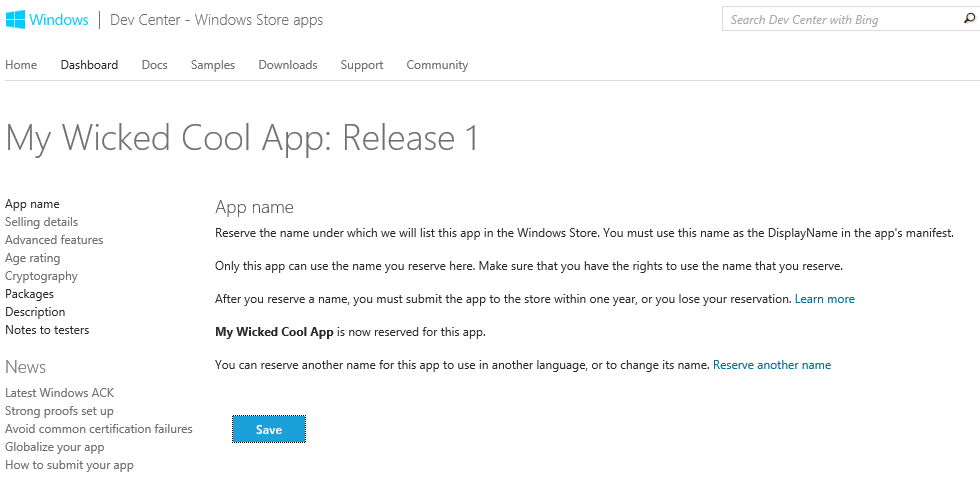 Windows | Dev Center - Windows Store apps
Search Dev Center with Bing
Home Dashboard Docs Samples Downloads Support Community
My Wicked Cool App: Release 1
App name
Selling details
Advanced features
Age rating
Cryptography
Packages
Description
Notes to testers
News
Latest Windows ACK
Strong proofs set up
Avoid common certification failures
Globalize your app
How to submit your app
App name
Reserve the name under which we will list this app in the Windows Store. You must use this name as the DisplayName in the app's manifest.
Only this app can use the name you reserve here. Make sure that you have the rights to use the name that you reserve.
After you reserve a name, you must submit the app to the store within one year, or you lose your reservation. Learn more
My Wicked Cool App is now reserved for this app.
You can reserve another name for this app to use in another language, or to change its name. Reserve another name
Save